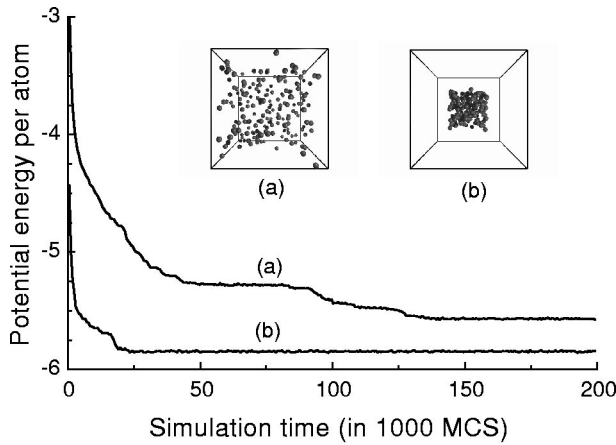 -3
-4
-5
-6
Potential energy per atom
(a)
(b)
(a)
(b)
0
50
100
150
200
Simulation time (in 1000 MCS)